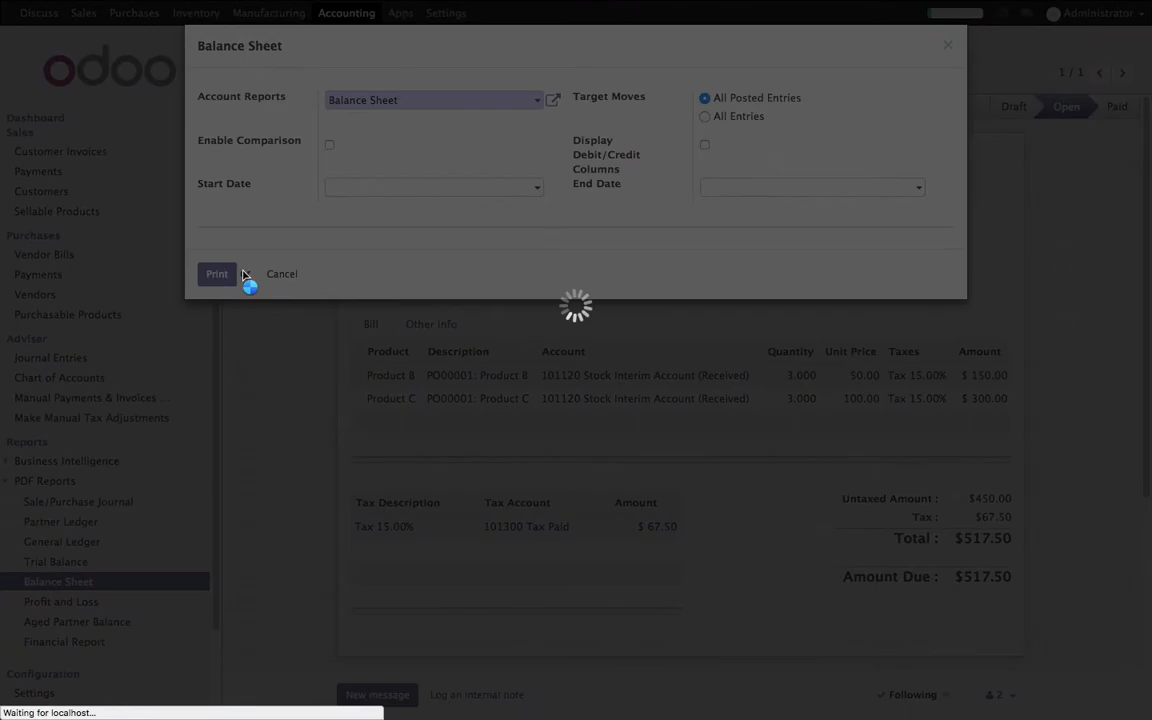 Discuss Sales Purchases Inventory Manufacturing Accounting Apps Settings Administrator
Balance Sheet
odoo
1 / 1
Account Reports Balance Sheet Target Moves All Posted Entries
All Entries
Draft Open Paid
Enable Comparison Display Debit/Credit Columns
Start Date End Date
Print Cancel
Dashboard
Sales
Customer Invoices
Payments
Customers
Sellable Products
Purchases
Vendor Bills
Payments
Vendors
Purchasable Products
Adviser
Journal Entries
Chart of Accounts
Manual Payments & Invoices ...
Make Manual Tax Adjustments
Reports
Business Intelligence
PDF Reports
Sale/Purchase Journal
Partner Ledger
General Ledger
Trial Balance
Balance Sheet
Profit and Loss
Aged Partner Balance
Financial Report
Configuration
Settings
Bill Other Info
Product Description Account Quantity Unit Price Taxes Amount
Product B PO00001: Product B 101120 Stock Interim Account (Received) 3.000 50.00 Tax 15.00% $ 150.00
Product C PO00001: Product C 101120 Stock Interim Account (Received) 3.000 100.00 Tax 15.00% $ 300.00
Tax Description Tax Account Amount
Tax 15.00% 101300 Tax Paid $ 67.50
Untaxed Amount : $450.00
Tax : $67.50
Total : $517.50
Amount Due : $517.50
New message Log an internal note Following 2
Waiting for localhost...